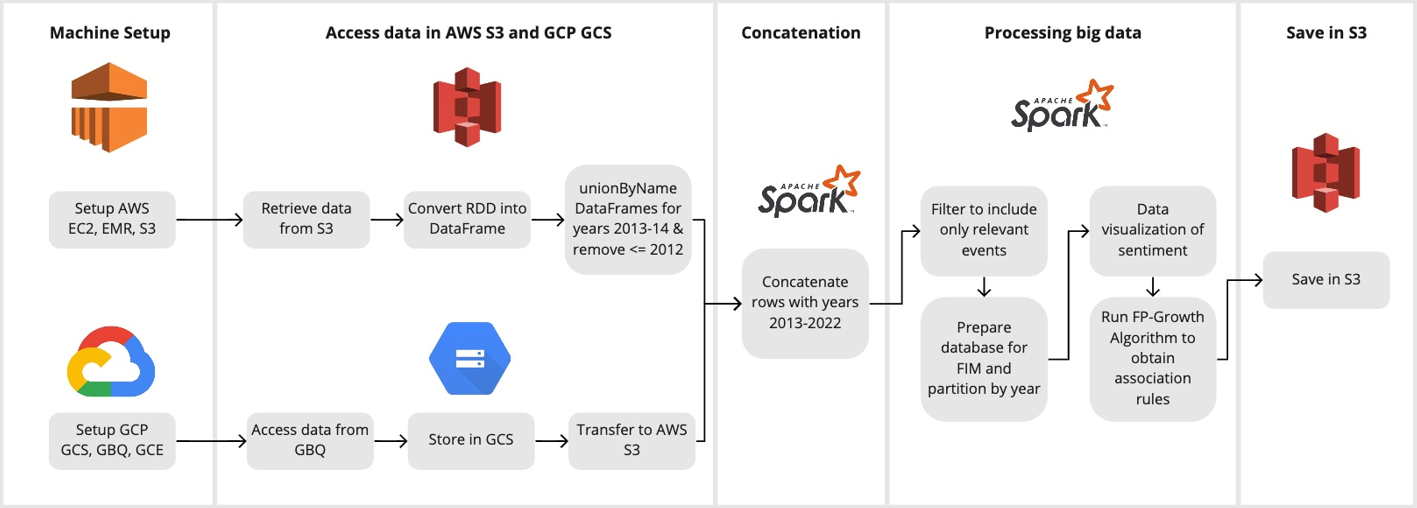 Machine Setup
Access data in AWS S3 and GCP GCS
Concatenation
Processing big data
Save in S3
Setup AWS
EC2, EMR, S3
Retrieve data
from S3
Convert RDD into
DataFrame
unionByName
DataFrames for
years 2013-14 &
remove <= 2012
Setup GCP
GCS, GBQ, GCE
Access data from
GBQ
Store in GCS
Transfer to AWS
S3
APACHE
Spark
Concatenate
rows with years
2013-2022
APACHE
Spark
Filter to include
only relevant
events
Prepare
database for
FIM and
partition by year
Data
visualization of
sentiment
Run FP-Growth
Algorithm to
obtain
association
rules
Save in S3